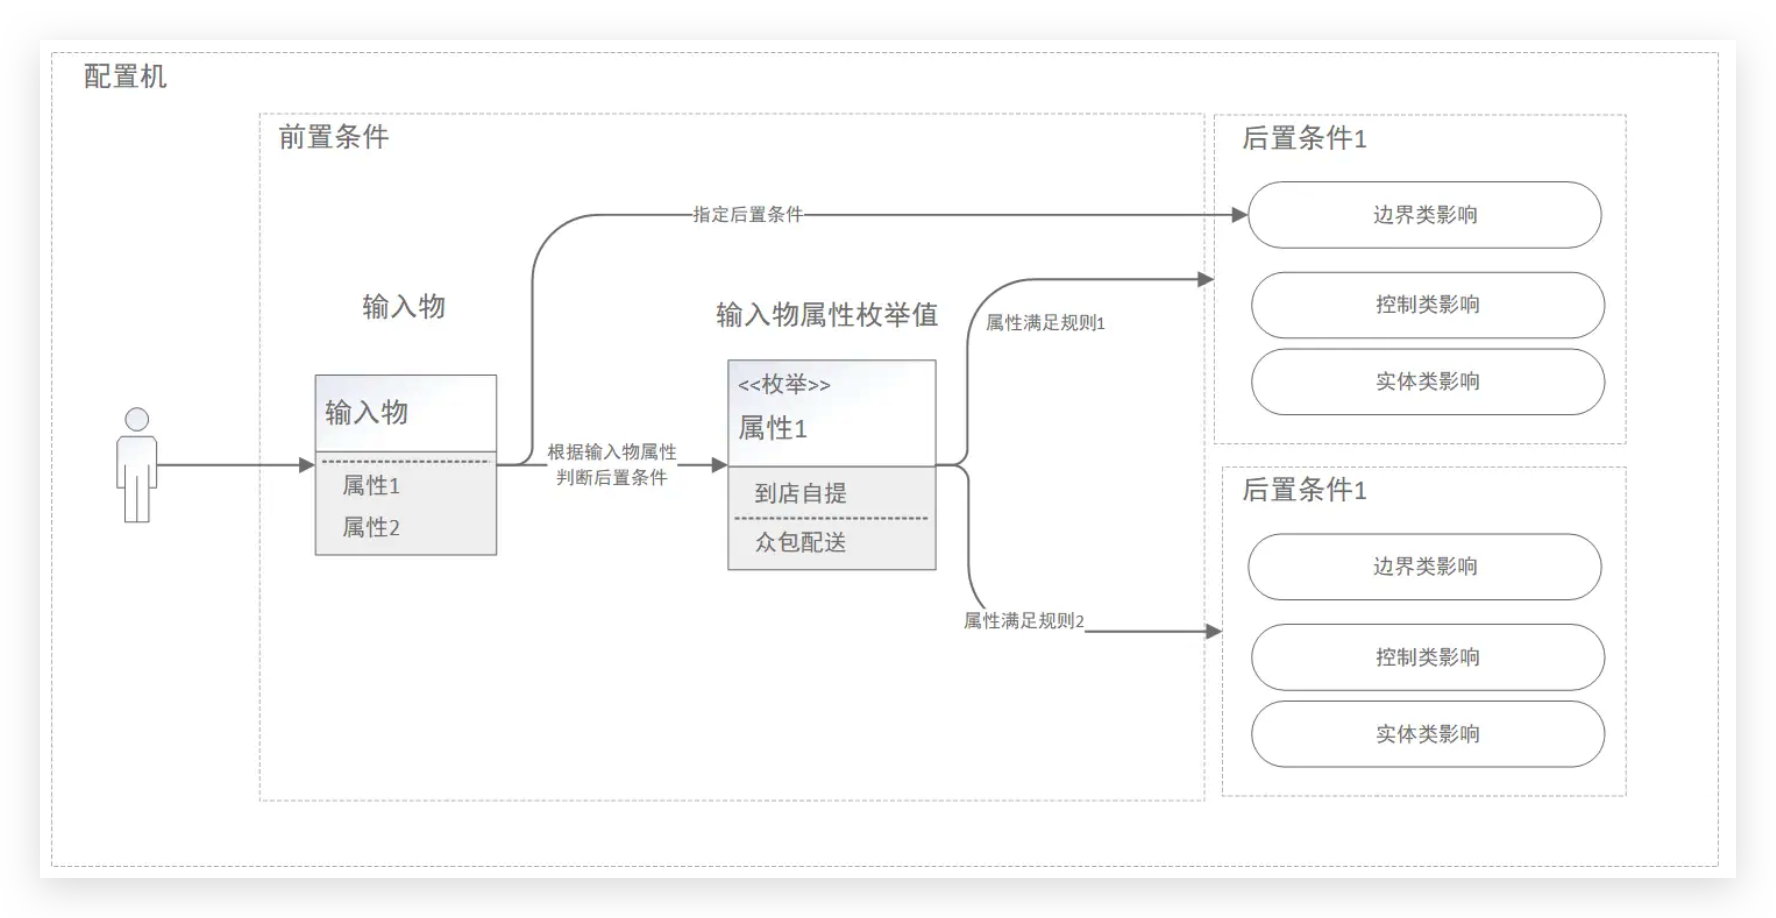 配置机
前置条件
后置条件1
指定后置条件
边界类影响
控制类影响
实体类影响
输入物
输入物属性枚举值
属性满足规则1
输入物
属性1
属性2
根据输入物属性
判断后置条件
<<枚举>>
属性1
到店自提
众包配送
属性满足规则2
后置条件1
边界类影响
控制类影响
实体类影响